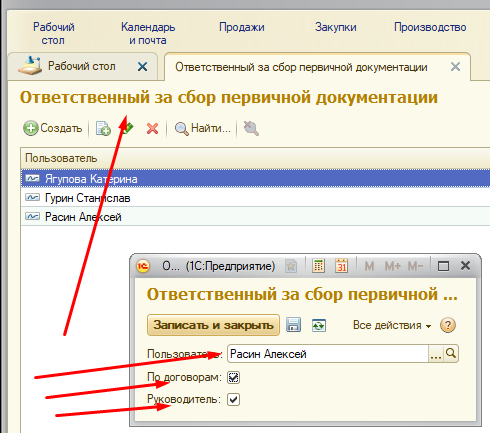 Рабочий стол
Календарь и почта
Продажи
Закупки
Производство
Рабочий стол
Ответственный за сбор первичной документации
Ответственный за сбор первичной документации
Создать
Найти...
Пользователь
Ягупова Катерина
Гурин Станислав
Расин Алексей
О... (1С:Предприятие)
31
M M+ M-
Ответственный за сбор первичной ...
Записать и закрыть
Все действия
Пользователь: Расин Алексей ...
По договорам:
Руководитель: